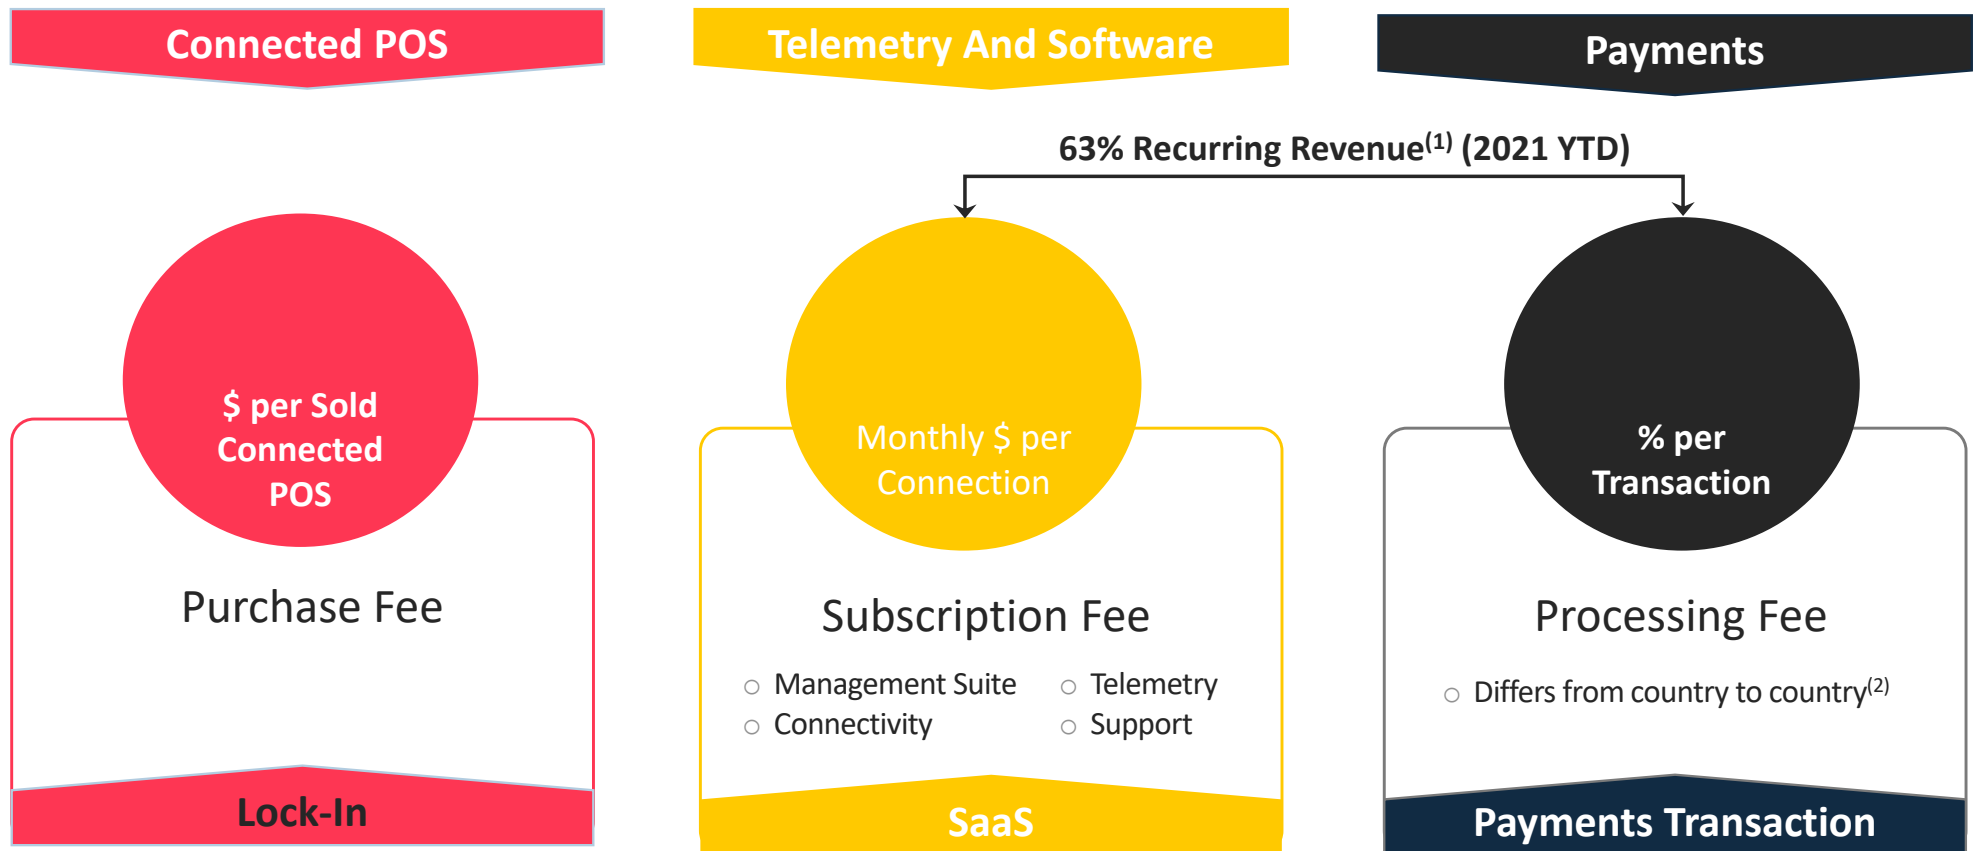 Connected POS
Telemetry And Software
Payments
63% Recurring Revenue(1) (2021 YTD)
$ per Sold
Connected
POS
Monthly $ per
Connection
% per
Transaction
Purchase Fee
Subscription Fee
Processing Fee
○ Management Suite
○ Telemetry
○ Connectivity
○ Support
○ Differs from country to country(2)
Lock-In
SaaS
Payments Transaction